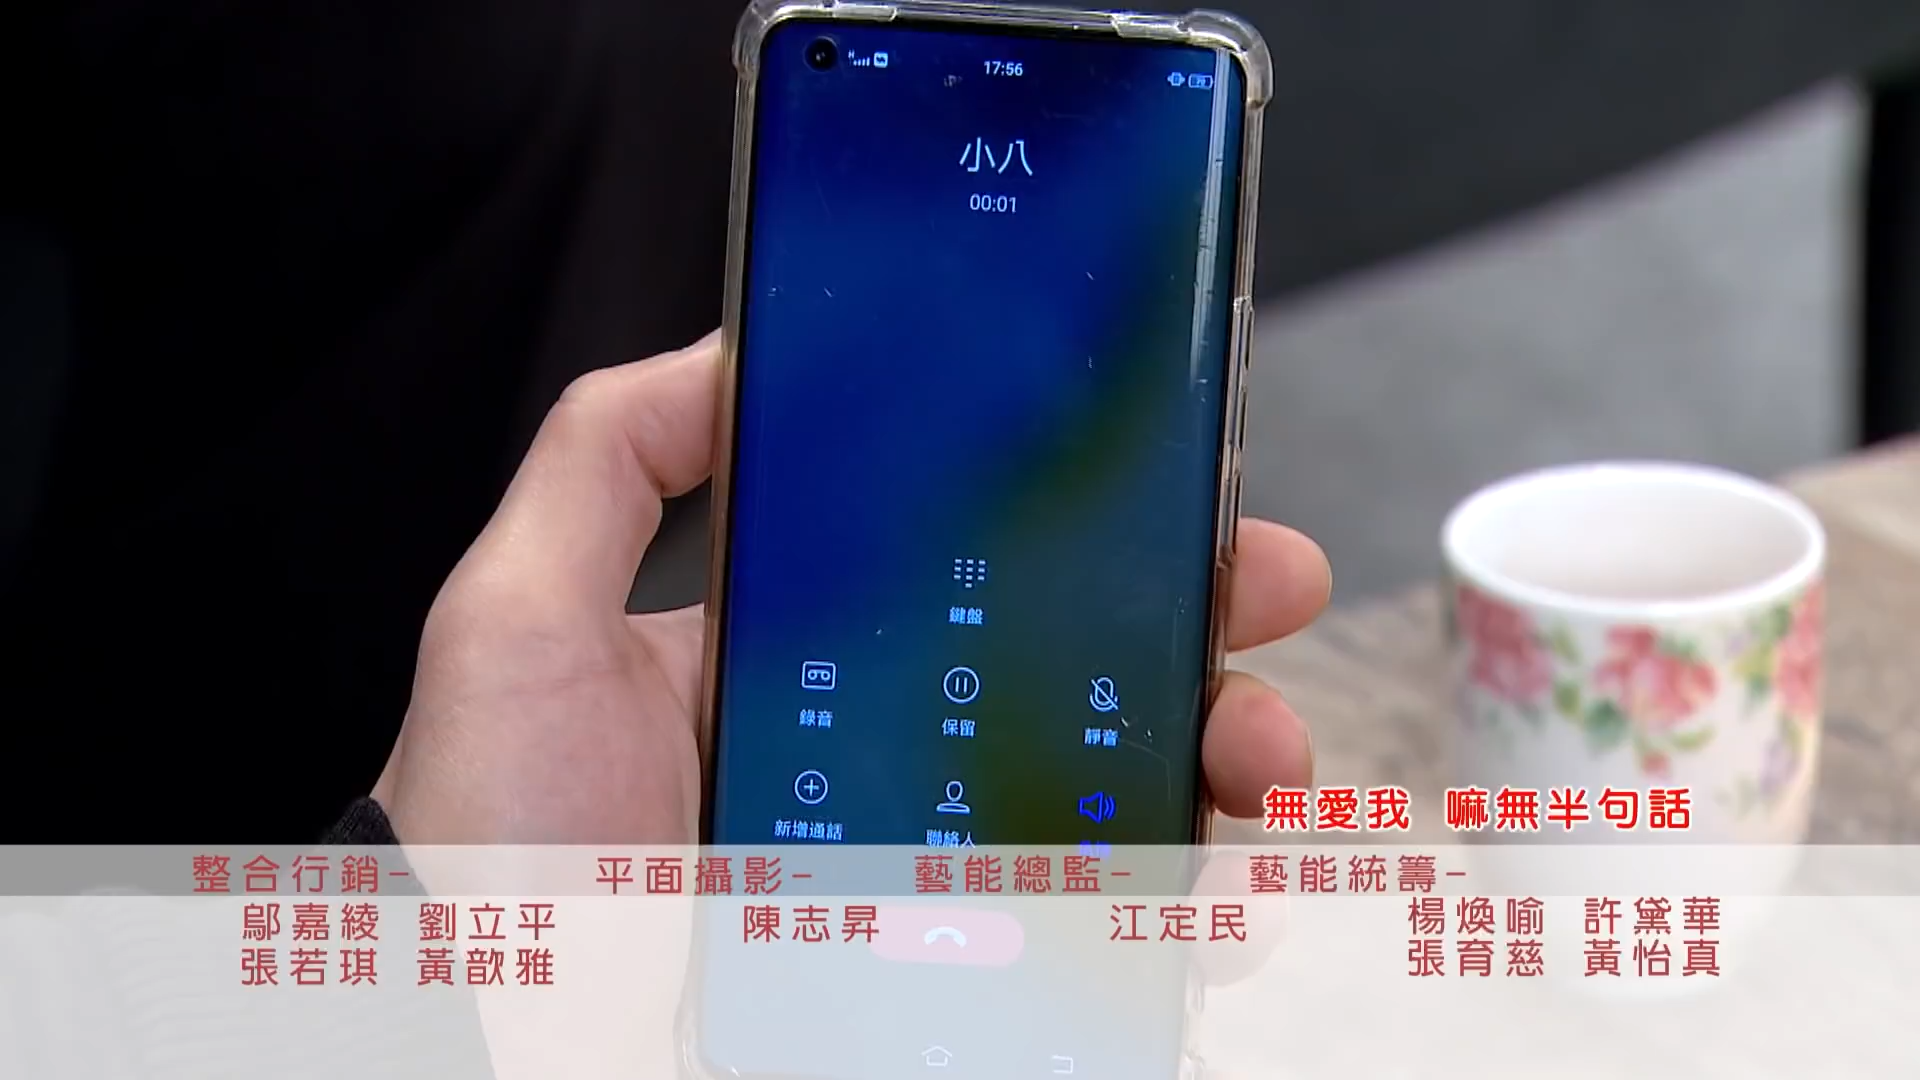 17:56
小八
00:01
鍵盤
錄音 保留 靜音
新增通話 聯絡人
無愛我 嘛無半句話
整合行銷- 平面攝影- 藝能總監- 藝能統籌-
鄔嘉綾 劉立平 陳志昇 江定民 楊煥喻 許黛華
張若琪 黃歆雅 張育慈 黃怡真